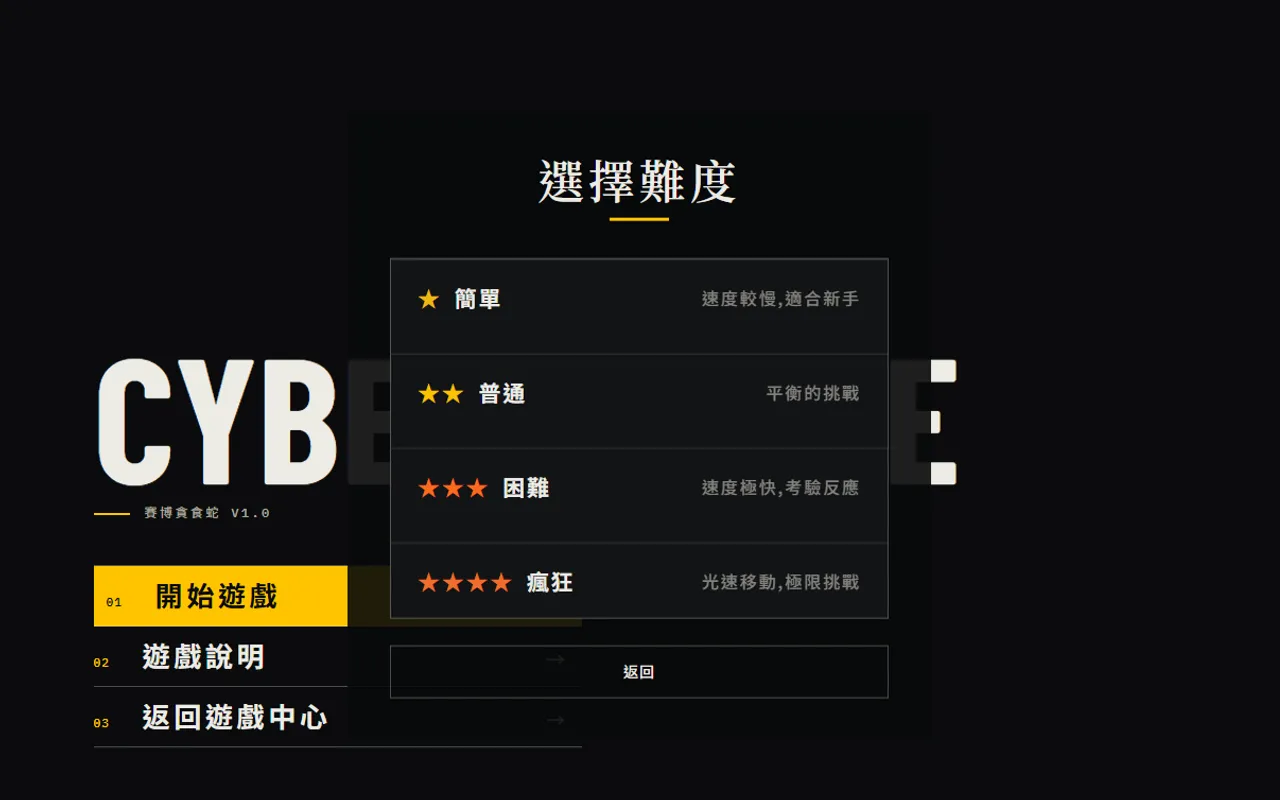 選擇難度
★ 簡單 速度較慢,適合新手
★★ 普通 平衡的挑戰
★★★ 困難 速度極快,考驗反應
★★★★ 瘋狂 光速移動,極限挑戰
返回
CYB
E
賽博貪食蛇 V1.0
01 開始遊戲
02 遊戲說明 →
03 返回遊戲中心 →